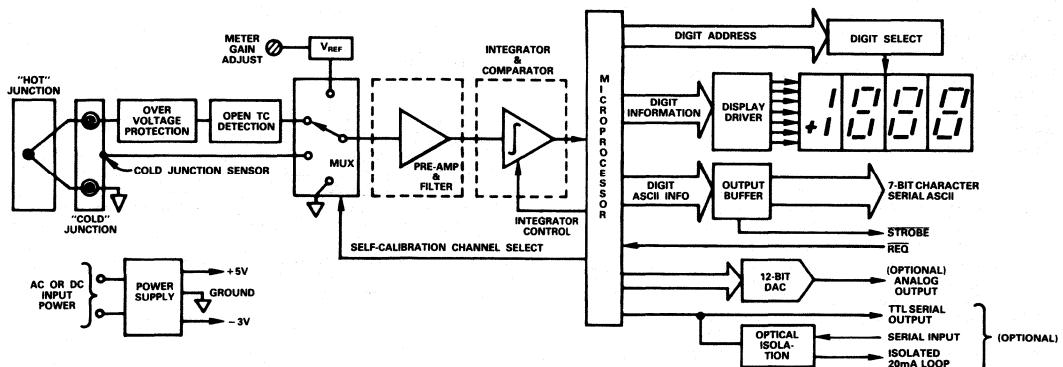 METER
GAIN
ADJUST
VREF
INTEGRATOR
&
COMPARATOR
MICROPROCESSOR
DIGIT ADDRESS
DIGIT SELECT
"HOT"
JUNCTION
OVER
VOLTAGE
PROTECTION
OPEN TC
DETECTION
MUX
PRE-AMP
&
FILTER
∫
DIGIT
INFORMATION
DISPLAY
DRIVER
+1888
COLD JUNCTION SENSOR
"COLD"
JUNCTION
INTEGRATOR
CONTROL
SELF-CALIBRATION CHANNEL SELECT
DIGIT
ASCII INFO
OUTPUT
BUFFER
7-BIT CHARACTER
SERIAL ASCII
STROBE
REQ
AC OR DC
INPUT
POWER
POWER
SUPPLY
+5V
GROUND
−3V
12-BIT
DAC
(OPTIONAL)
ANALOG
OUTPUT
TTL SERIAL
OUTPUT
OPTICAL
ISOLA-
TION
SERIAL INPUT
ISOLATED
20mA LOOP
(OPTIONAL)